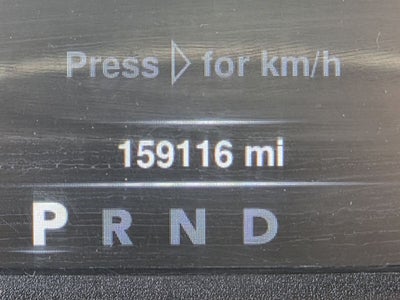 Press ▷ for km/h
159116 mi
P R N D